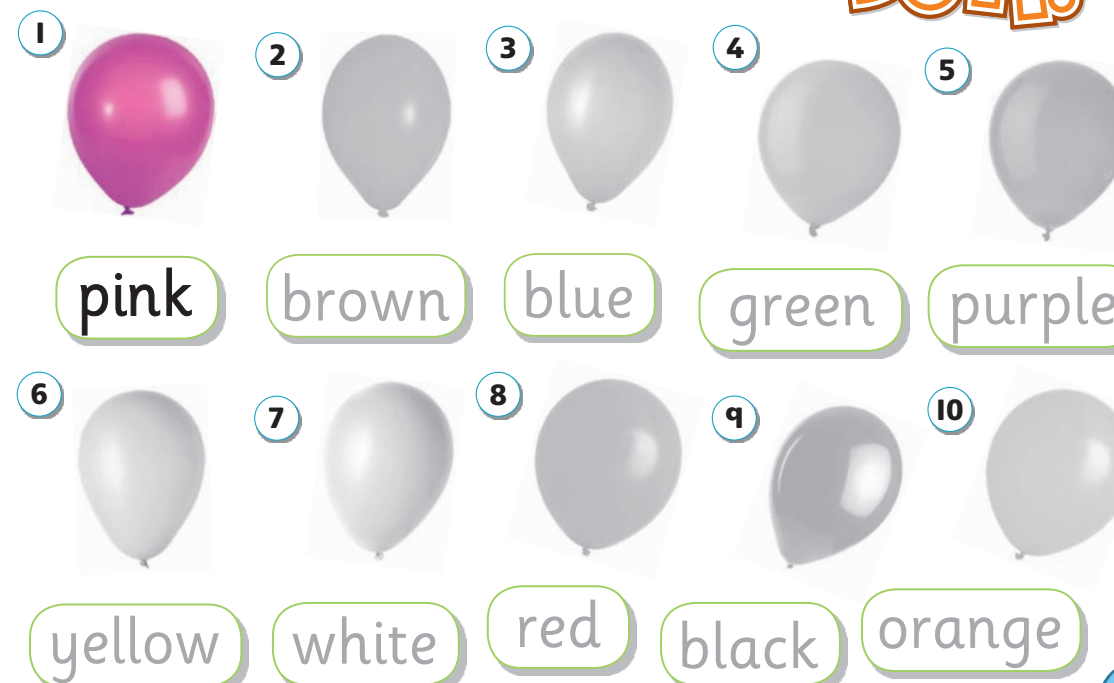 1
2
3
4
5
pink
brown
blue
green
purple
6
7
8
9
10
yellow
white
red
black
orange